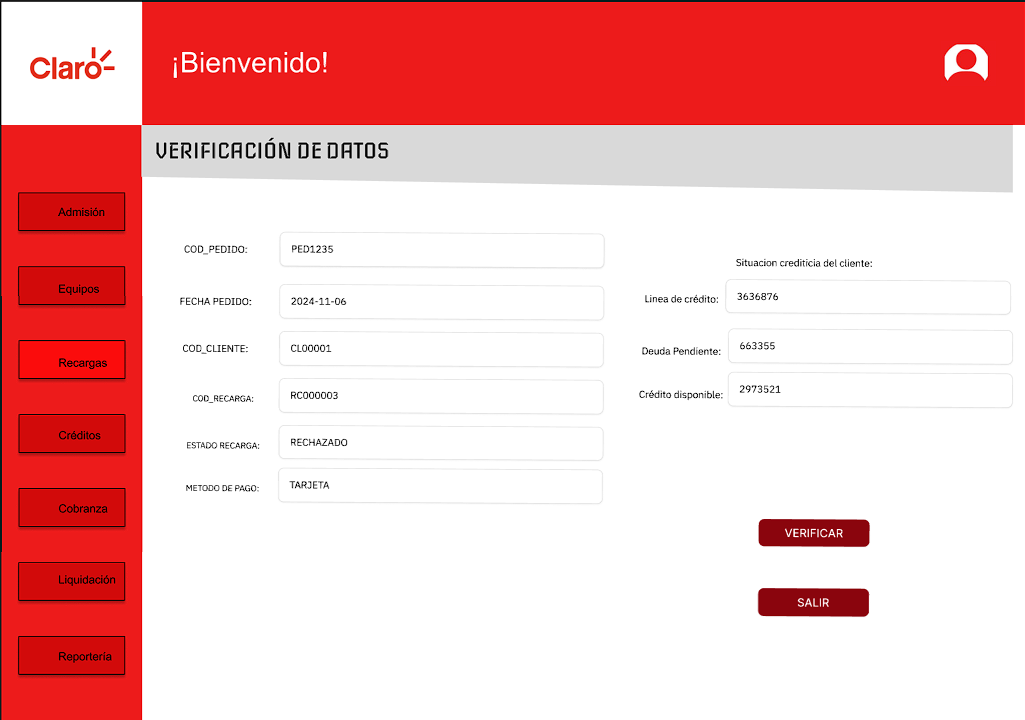 Claro
¡Bienvenido!
VERIFICACIÓN DE DATOS
Admisión
Equipos
Recargas
Créditos
Cobranza
Liquidación
Reportería
COD_PEDIDO: PED1235
FECHA PEDIDO: 2024-11-06
COD_CLIENTE: CL00001
COD_RECARGA: RC000003
ESTADO RECARGA: RECHAZADO
METODO DE PAGO: TARJETA
Situacion crediticia del cliente:
Linea de crédito: 3636876
Deuda Pendiente: 663355
Crédito disponible: 2973521
VERIFICAR
SALIR